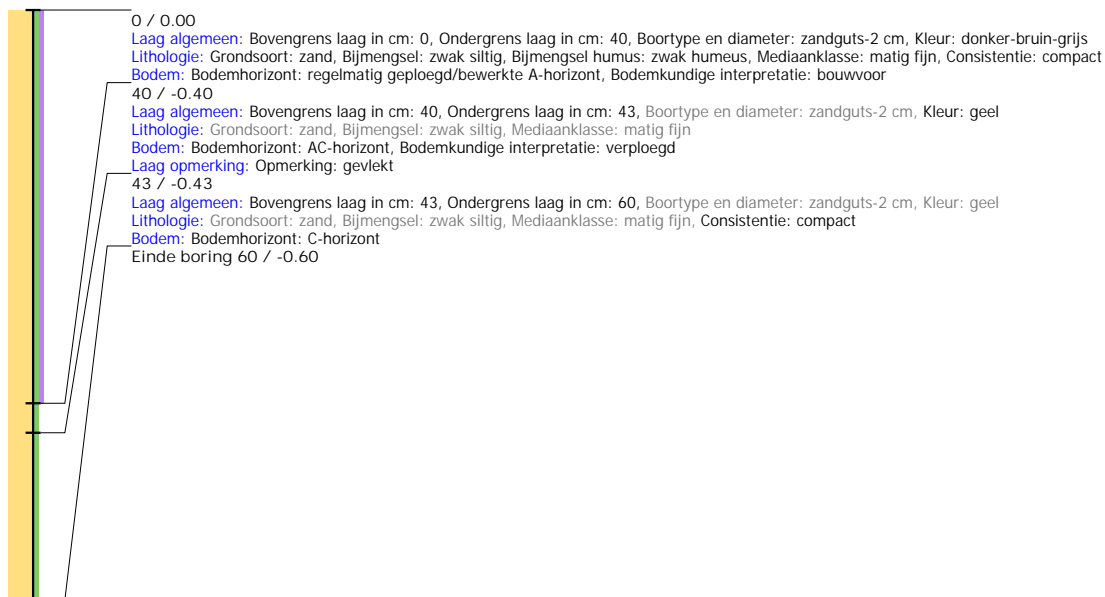 0 / 0.00
Laag algemeen: Bovengrens laag in cm: 0, Ondergrens laag in cm: 40, Boortype en diameter: zandguts-2 cm, Kleur: donker-bruin-grijs
Lithologie: Grondsoort: zand, Bijmengsel: zwak siltig, Bijmengsel humus: zwak humeus, Mediaanklasse: matig fijn, Consistentie: compact
Bodem: Bodemhorizont: regelmatig geploegd/bewerkte A-horizont, Bodemkundige interpretatie: bouwvoor
40 / -0.40
Laag algemeen: Bovengrens laag in cm: 40, Ondergrens laag in cm: 43, Boortype en diameter: zandguts-2 cm, Kleur: geel
Lithologie: Grondsoort: zand, Bijmengsel: zwak siltig, Mediaanklasse: matig fijn
Bodem: Bodemhorizont: AC-horizont, Bodemkundige interpretatie: verploegd
Laag opmerking: Opmerking: gevlekt
43 / -0.43
Laag algemeen: Bovengrens laag in cm: 43, Ondergrens laag in cm: 60, Boortype en diameter: zandguts-2 cm, Kleur: geel
Lithologie: Grondsoort: zand, Bijmengsel: zwak siltig, Mediaanklasse: matig fijn, Consistentie: compact
Bodem: Bodemhorizont: C-horizont
Einde boring 60 / -0.60